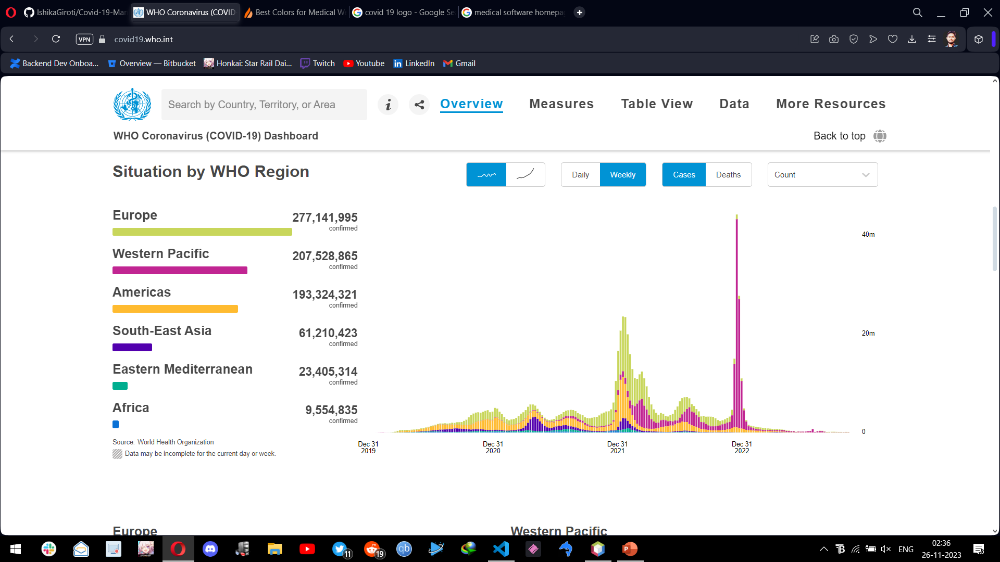 IshikaGiroti/Covid-19-Man
WHO Coronavirus (COVID
Best Colors for Medical W
covid 19 logo - Google Se
medical software homepa
VPN
covid19.who.int
Backend Dev Onboa...
Overview — Bitbucket
Honkai: Star Rail Dai...
Twitch
Youtube
LinkedIn
Gmail
Search by Country, Territory, or Area
Overview
Measures
Table View
Data
More Resources
WHO Coronavirus (COVID-19) Dashboard
Back to top
Situation by WHO Region
Daily
Weekly
Cases
Deaths
Count
Europe
277,141,995
confirmed
Western Pacific
207,528,865
confirmed
Americas
193,324,321
confirmed
South-East Asia
61,210,423
confirmed
Eastern Mediterranean
23,405,314
confirmed
Africa
9,554,835
confirmed
40m
20m
0
Dec 31
2019
Dec 31
2020
Dec 31
2021
Dec 31
2022
Source: World Health Organization
Data may be incomplete for the current day or week.
Europe
Western Pacific
11
19
qb
P
ENG
02:36
26-11-2023